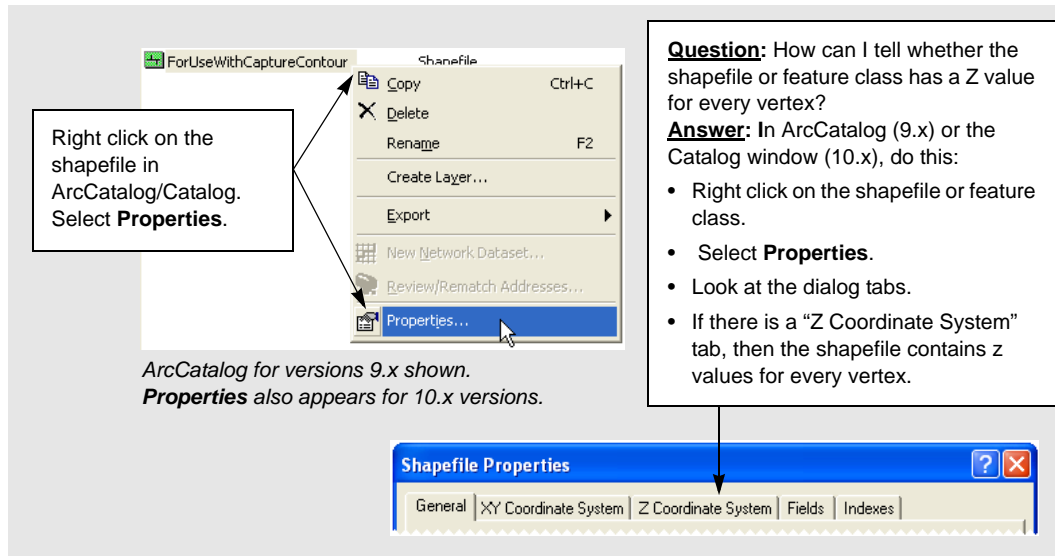 ForUseWithCaptureContour Shapefile
Copy Ctrl+C
Delete
Rename F2
Create Layer...
Export
New Network Dataset...
Review/Rematch Addresses...
Properties...
Right click on the
shapefile in
ArcCatalog/Catalog.
Select Properties.
ArcCatalog for versions 9.x shown.
Properties also appears for 10.x versions.
Question: How can I tell whether the
shapefile or feature class has a Z value
for every vertex?
Answer: In ArcCatalog (9.x) or the
Catalog window (10.x), do this:
• Right click on the shapefile or feature
class.
• Select Properties.
• Look at the dialog tabs.
• If there is a “Z Coordinate System”
tab, then the shapefile contains z
values for every vertex.
Shapefile Properties
General XY Coordinate System Z Coordinate System Fields Indexes